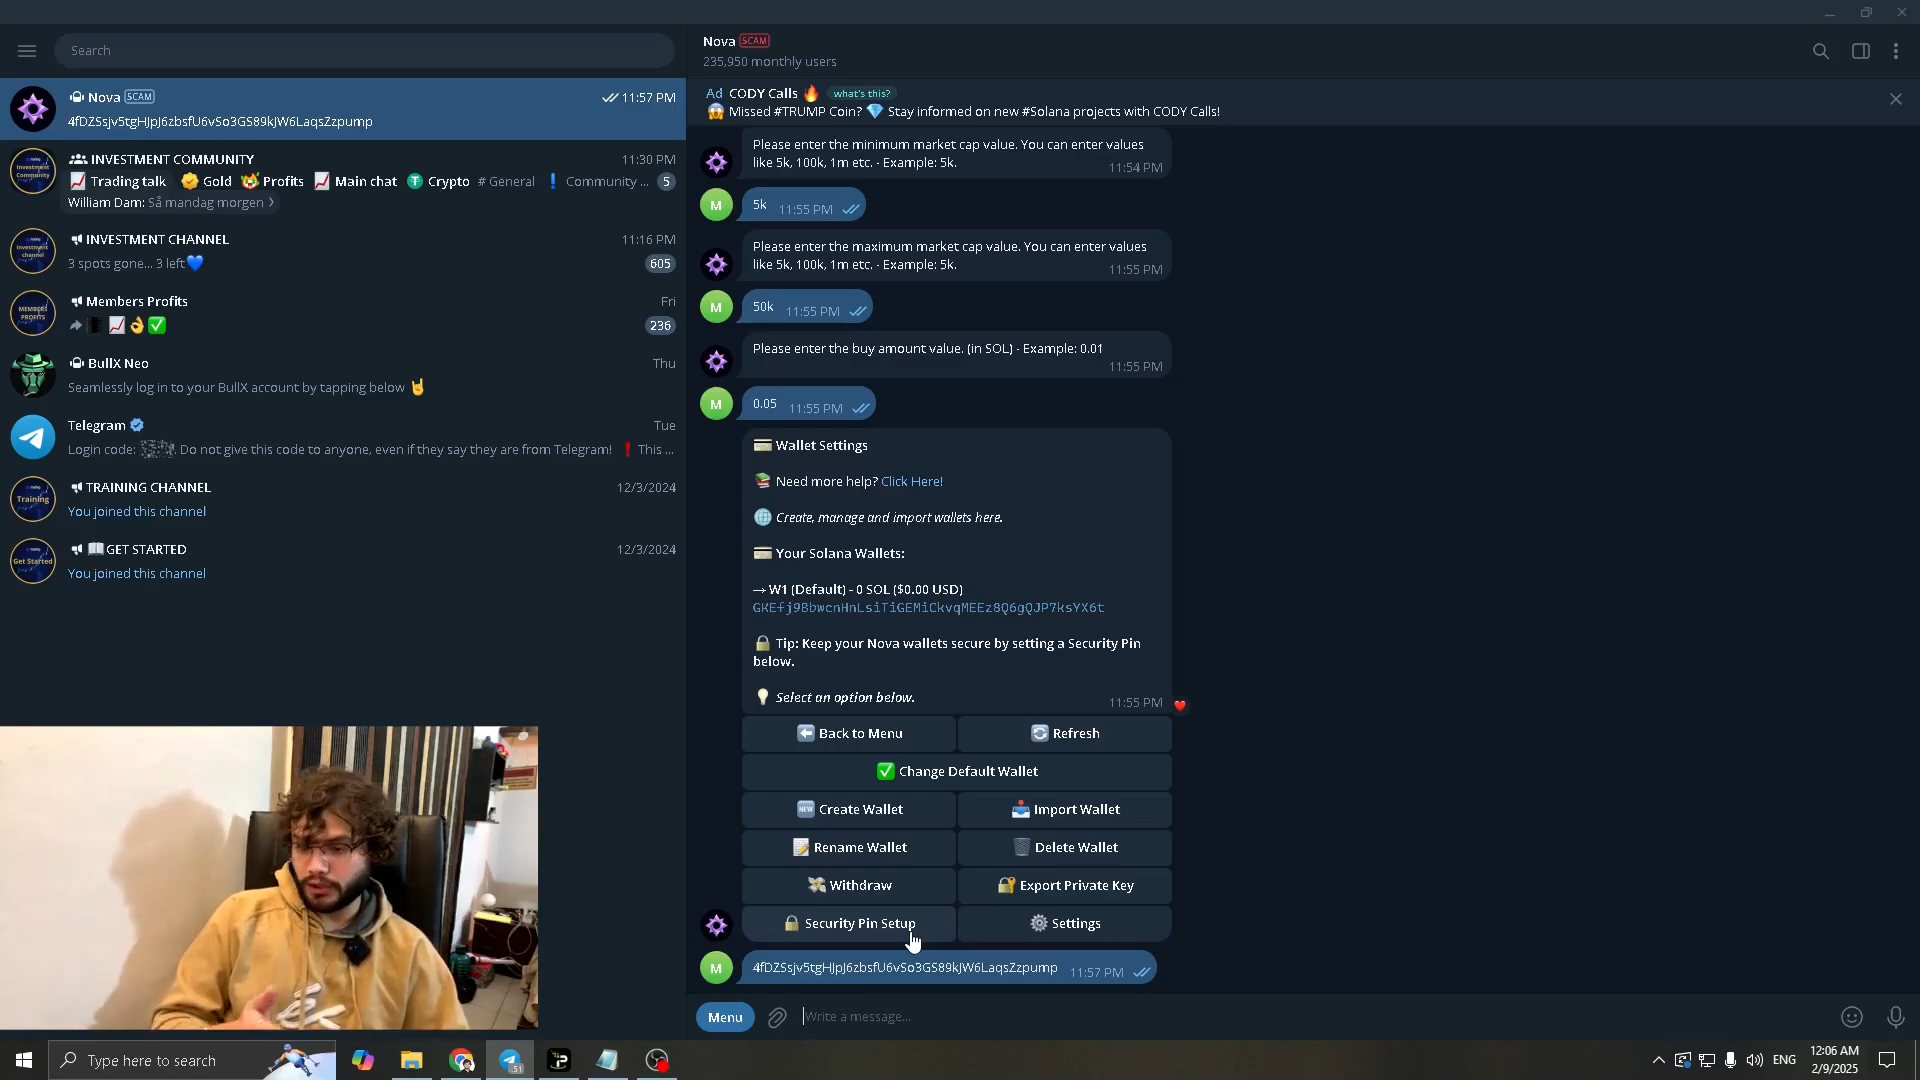 Search
Nova SCAM
11:57 PM
4fDZSsjv5tgHJpJ6zbsfU6vSo3GS89kJW6LaqsZzpump
INVESTMENT COMMUNITY
11:30 PM
Trading talk Gold Profits Main chat Crypto # General Community ... 5
William Dam: Så mandag morgen >
INVESTMENT CHANNEL
11:16 PM
3 spots gone... 3 left
605
Members Profits
Fri
236
BullX Neo
Thu
Seamlessly log in to your BullX account by tapping below
Telegram
Tue
Login code: Do not give this code to anyone, even if they say they are from Telegram! This ...
TRAINING CHANNEL
12/3/2024
You joined this channel
GET STARTED
12/3/2024
You joined this channel
Nova SCAM
235,950 monthly users
Ad CODY Calls what's this?
Missed #TRUMP Coin? Stay informed on new #Solana projects with CODY Calls!
Please enter the minimum market cap value. You can enter values
like 5k, 100k, 1m etc. - Example: 5k.
11:54 PM
M
5k 11:55 PM
Please enter the maximum market cap value. You can enter values
like 5k, 100k, 1m etc. - Example: 5k.
11:55 PM
M
50k 11:55 PM
Please enter the buy amount value. (in SOL) - Example: 0.01
11:55 PM
M
0.05 11:55 PM
Wallet Settings
Need more help? Click Here!
Create, manage and import wallets here.
Your Solana Wallets:
→ W1 (Default) - 0 SOL ($0.00 USD)
GKEfj9BbwcnHnLsiTiGEMiCkvqMEEz8Q6gQJP7ksYX6t
Tip: Keep your Nova wallets secure by setting a Security Pin
below.
Select an option below.
11:55 PM
Back to Menu
Refresh
Change Default Wallet
Create Wallet
Import Wallet
Rename Wallet
Delete Wallet
Withdraw
Export Private Key
Security Pin Setup
Settings
M
4fDZSsjv5tgHJpJ6zbsfU6vSo3GS89kJW6LaqsZzpump 11:57 PM
Menu
Write a message...
Type here to search
ENG
12:06 AM
2/9/2025